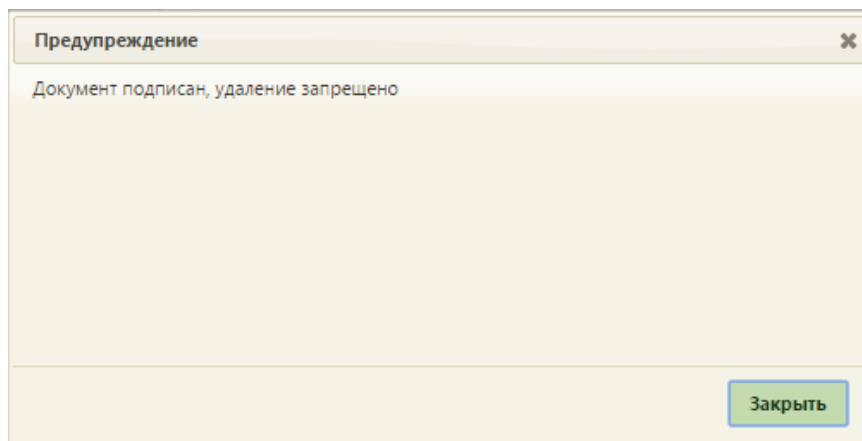 Предупреждение
Документ подписан, удаление запрещено
Закрыть